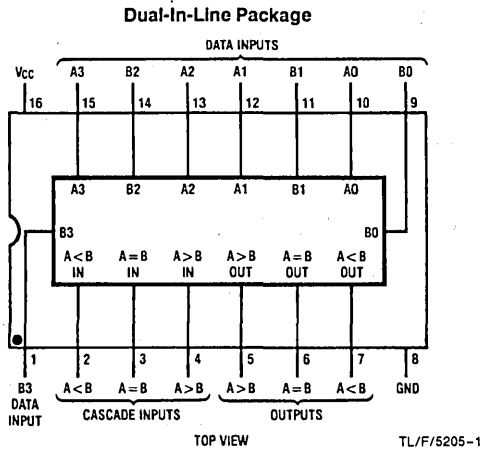 Dual-In-Line Package
DATA INPUTS
VCC A3 B2 A2 A1 B1 A0 B0
16 15 14 13 12 11 10 9
A3 B2 A2 A1 B1 A0
B3 B0
A<B A=B A>B A>B A=B A<B
IN IN IN OUT OUT OUT
1 2 3 4 5 6 7 8
B3 A<B A=B A>B A>B A=B A<B GND
DATA
INPUT
CASCADE INPUTS OUTPUTS
TOP VIEW TL/F/5205-1